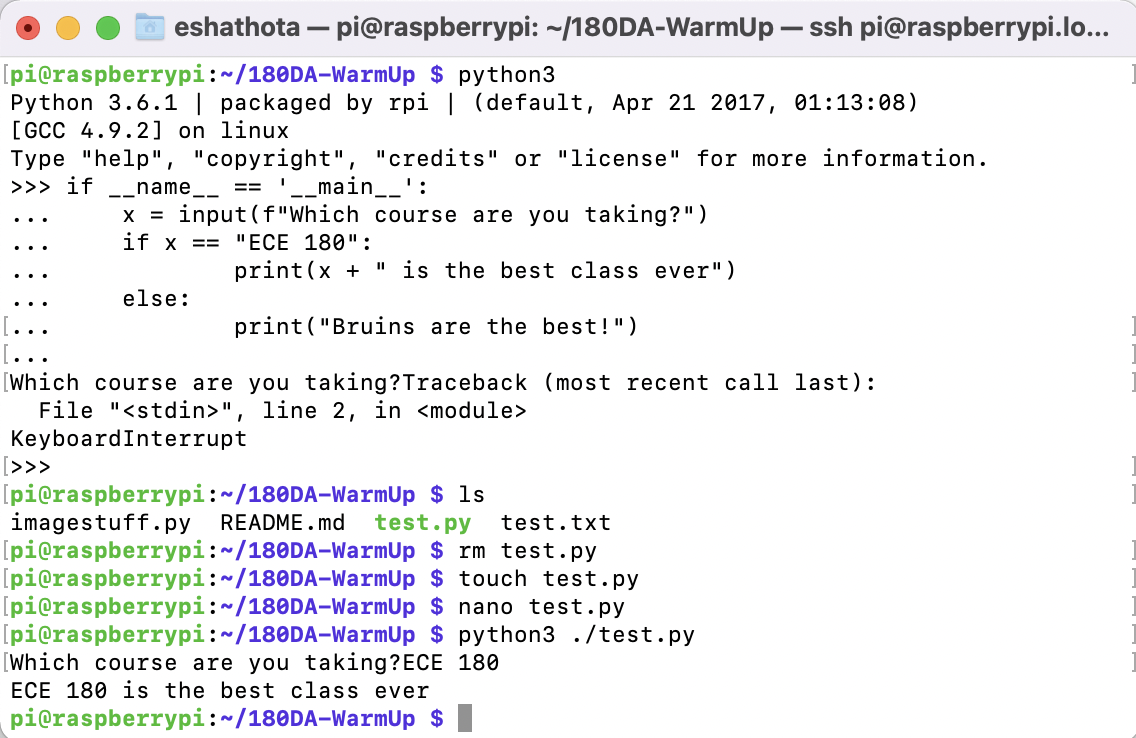 eshathota — pi@raspberrypi: ~/180DA-WarmUp — ssh pi@raspberrypi.lo...
[pi@raspberrypi:~/180DA-WarmUp $ python3 ]
Python 3.6.1 | packaged by rpi | (default, Apr 21 2017, 01:13:08)
[GCC 4.9.2] on linux
Type "help", "copyright", "credits" or "license" for more information.
>>> if __name__ == '__main__':
...     x = input(f"Which course are you taking?")
...     if x == "ECE 180":
...             print(x + " is the best class ever")
...     else:
[...             print("Bruins are the best!") ]
[... ]
[Which course are you taking?Traceback (most recent call last): ]
  File "<stdin>", line 2, in <module>
KeyboardInterrupt
[>>> ]
[pi@raspberrypi:~/180DA-WarmUp $ ls ]
imagestuff.py  README.md  test.py  test.txt
[pi@raspberrypi:~/180DA-WarmUp $ rm test.py ]
[pi@raspberrypi:~/180DA-WarmUp $ touch test.py ]
[pi@raspberrypi:~/180DA-WarmUp $ nano test.py ]
[pi@raspberrypi:~/180DA-WarmUp $ python3 ./test.py ]
[Which course are you taking?ECE 180 ]
ECE 180 is the best class ever
pi@raspberrypi:~/180DA-WarmUp $